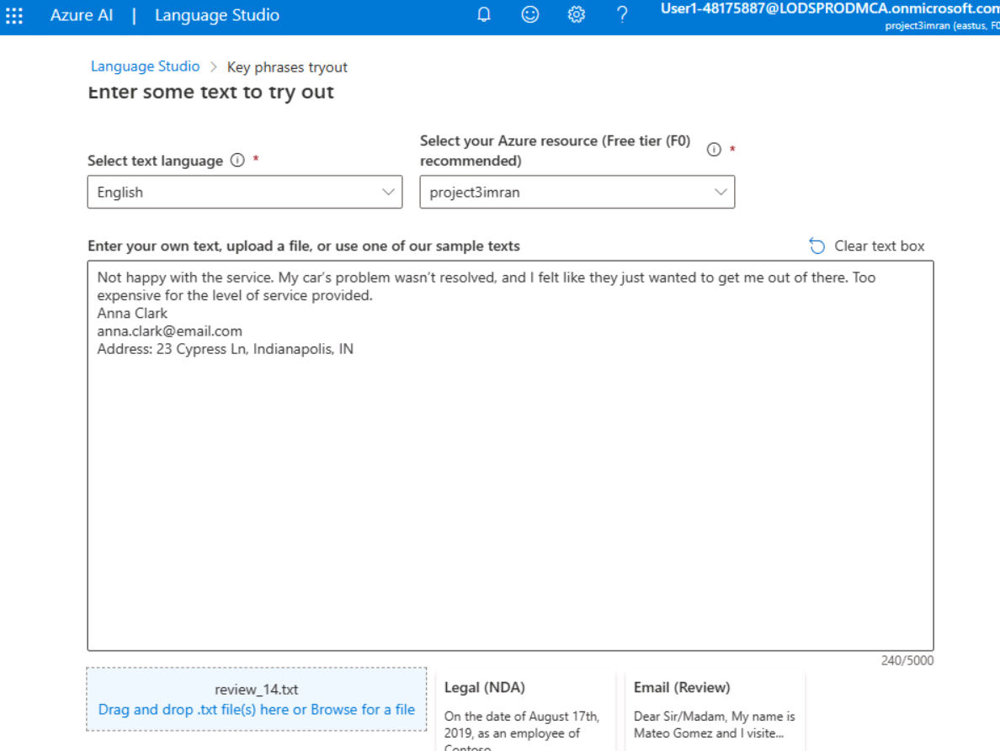 Azure AI | Language Studio
User1-48175887@LODSPRODMCA.onmicrosoft.com
project3imran (eastus, F0
Language Studio > Key phrases tryout
Enter some text to try out
Select text language *
Select your Azure resource (Free tier (F0)
recommended) *
English
project3imran
Enter your own text, upload a file, or use one of our sample texts
Clear text box
Not happy with the service. My car’s problem wasn’t resolved, and I felt like they just wanted to get me out of there. Too
expensive for the level of service provided.
Anna Clark
anna.clark@email.com
Address: 23 Cypress Ln, Indianapolis, IN
240/5000
review_14.txt
Drag and drop .txt file(s) here or Browse for a file
Legal (NDA)
On the date of August 17th,
2019, as an employee of
Contoso
Email (Review)
Dear Sir/Madam, My name is
Mateo Gomez and I visite...